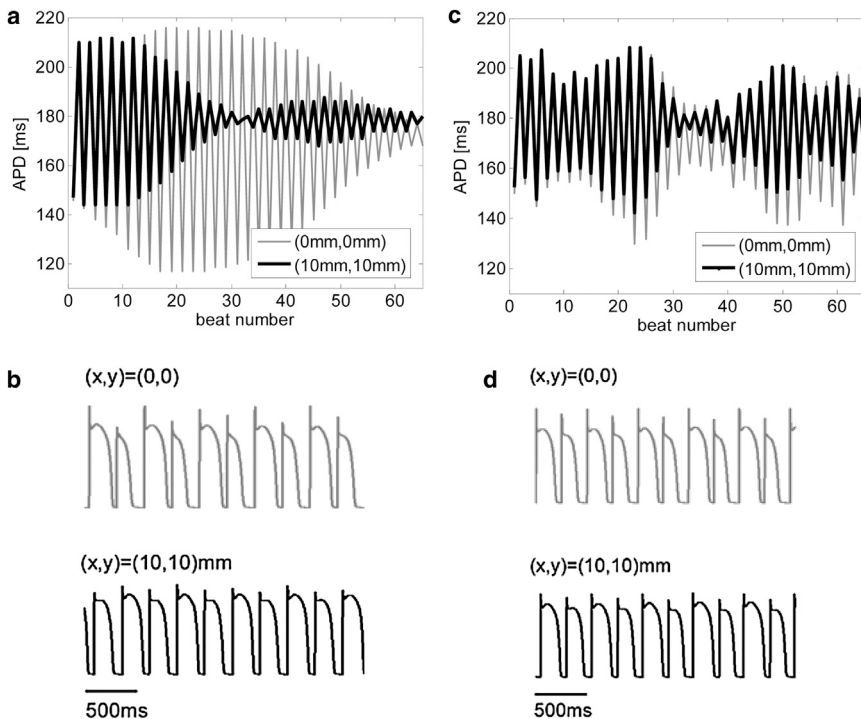 a
220
200
180
160
140
120
APD [ms]
0 10 20 30 40 50 60
beat number
(0mm,0mm)
(10mm,10mm)
c
220
200
180
160
140
120
APD [ms]
0 10 20 30 40 50 60
beat number
(0mm,0mm)
(10mm,10mm)
b
(x,y)=(0,0)
(x,y)=(10,10)mm
500ms
d
(x,y)=(0,0)
(x,y)=(10,10)mm
500ms